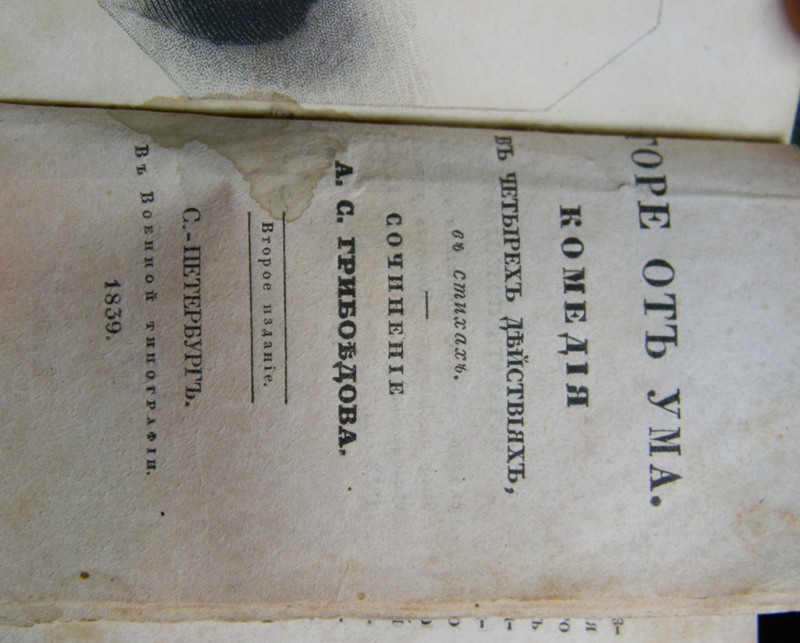 ГОРЕ ОТЪ УМА.
КОМЕДІЯ
ВЪ ЧЕТЫРЕХЪ ДѢЙСТВІЯХЪ,
въ стихахъ.
СОЧИНЕНІЕ
А. С. ГРИБОѢДОВА.
Второе изданіе.
С.-ПЕТЕРБУРГЪ.
Въ Военной типографіи.
1839.